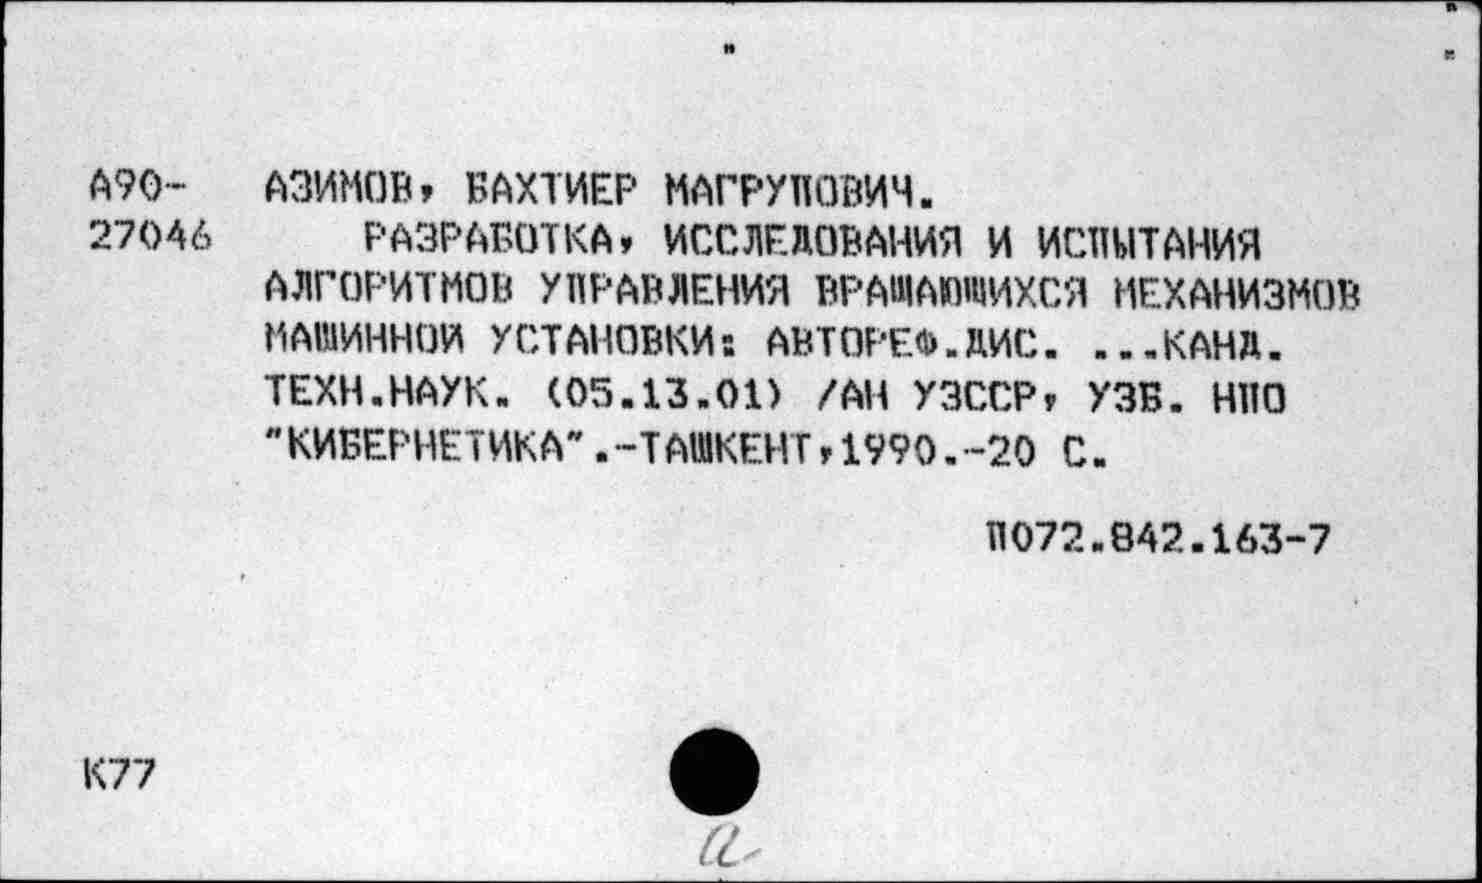 А90- АЗИМОВ, БАХТИЕР МАГРУПОВИЧ.
27046 РАЗРАБОТКА, ИССЛЕДОВАНИЯ И ИСПЫТАНИЯ
АЛГОРИТМОВ УПРАВЛЕНИЯ ВРАЩАЮЩИХСЯ МЕХАНИЗМОВ
МАШИННОЙ УСТАНОВКИ: АВТОРЕФ.ДИС. ...КАНД.
ТЕХН.НАУК. (05.13.01) /АН УЗССР, УЗБ. НПО
"КИБЕРНЕТИКА".-ТАШКЕНТ,1990.-20 С.
П072.842.163-7
К77
а